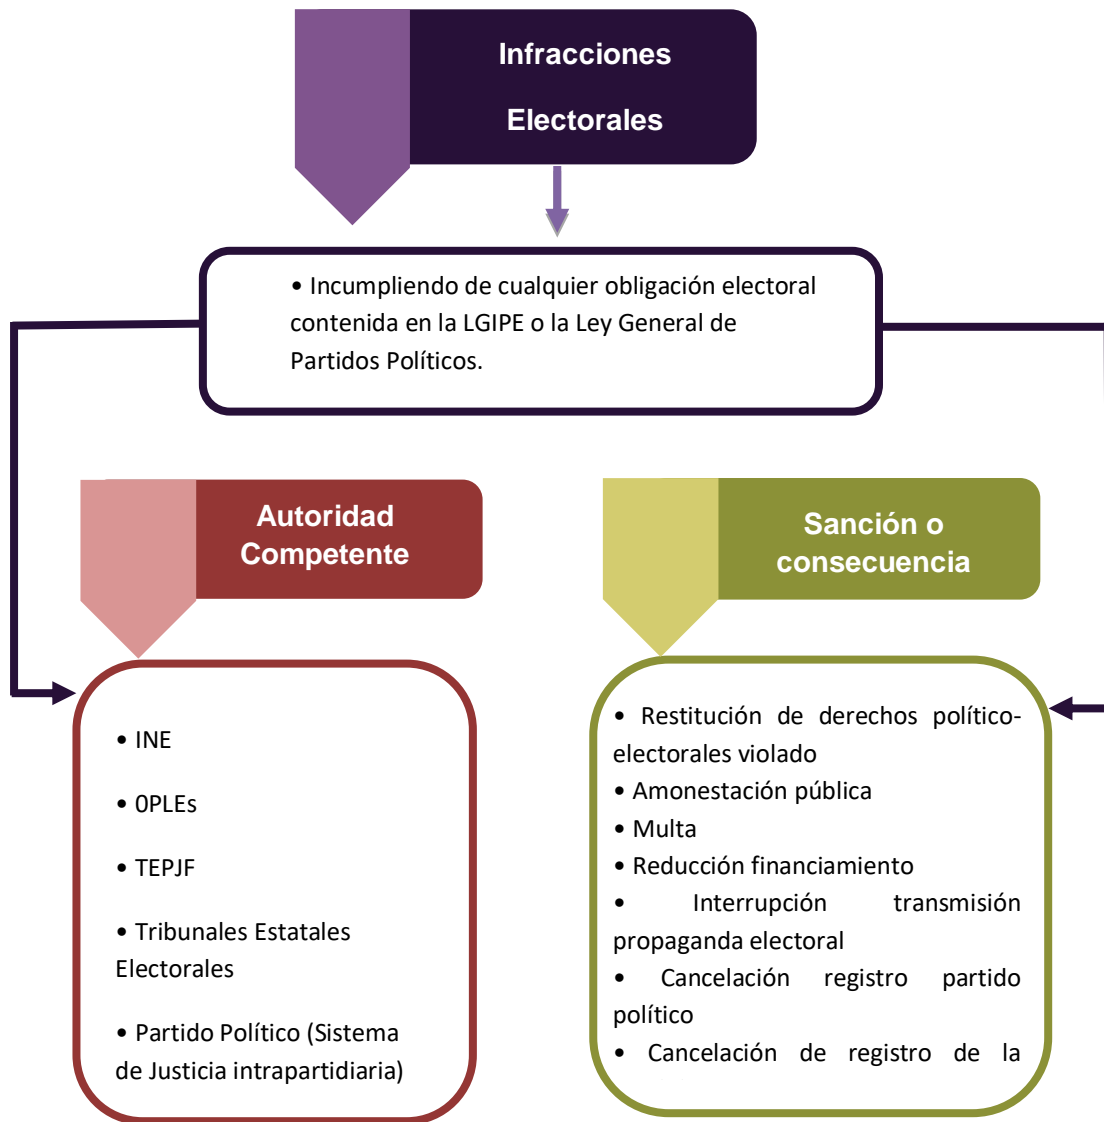 Infracciones
Electorales
• Incumpliendo de cualquier obligación electoral
contenida en la LGIPE o la Ley General de
Partidos Políticos.
Autoridad
Competente
• INE
• 0PLEs
• TEPJF
• Tribunales Estatales
Electorales
• Partido Político (Sistema
de Justicia intrapartidiaria)
Sanción o
consecuencia
• Restitución de derechos político-
electorales violado
• Amonestación pública
• Multa
• Reducción financiamiento
• Interrupción transmisión
propaganda electoral
• Cancelación registro partido
político
• Cancelación de registro de la